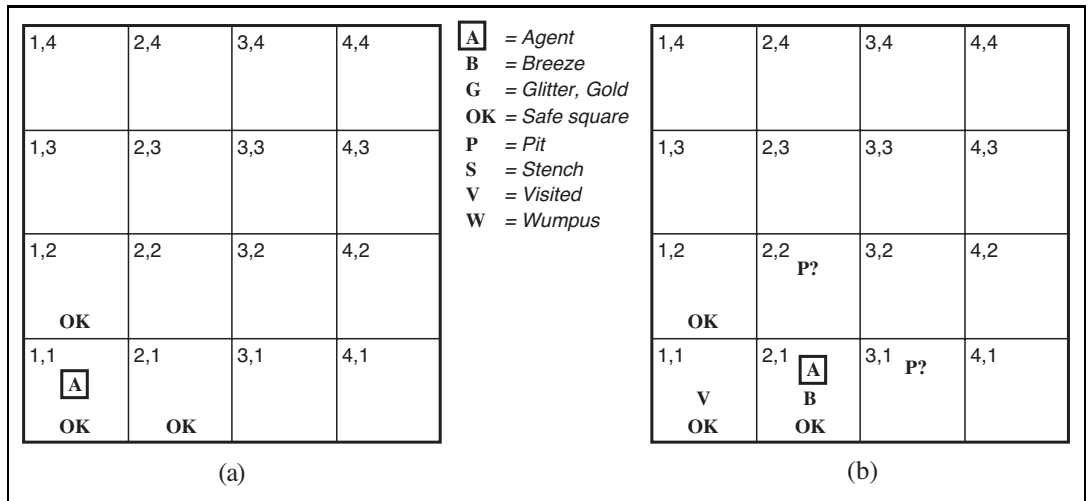 1,4 2,4 3,4 4,4
1,3 2,3 3,3 4,3
1,2 2,2 3,2 4,2
OK
1,1 2,1 3,1 4,1
A
OK OK
(a)
A = Agent
B = Breeze
G = Glitter, Gold
OK = Safe square
P = Pit
S = Stench
V = Visited
W = Wumpus
1,4 2,4 3,4 4,4
1,3 2,3 3,3 4,3
1,2 2,2 3,2 4,2
P?
OK
1,1 2,1 3,1 4,1
A P?
V B
OK OK
(b)